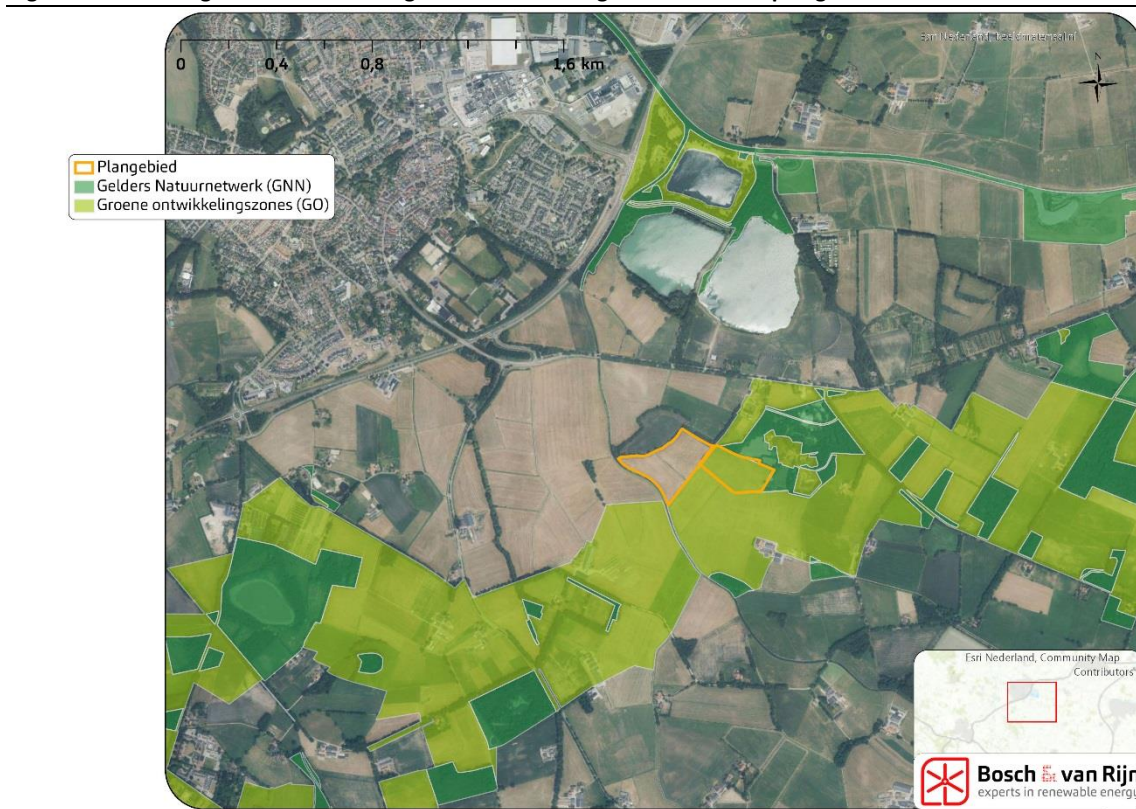 0 0,4 0,8 1,6 km
N
Plangebied
Gelders Natuurnetwerk (GNN)
Groene ontwikkelingszones (GO)
Esri Nederland, Community Map
Contributors
Bosch & van Rijn
experts in renewable energy